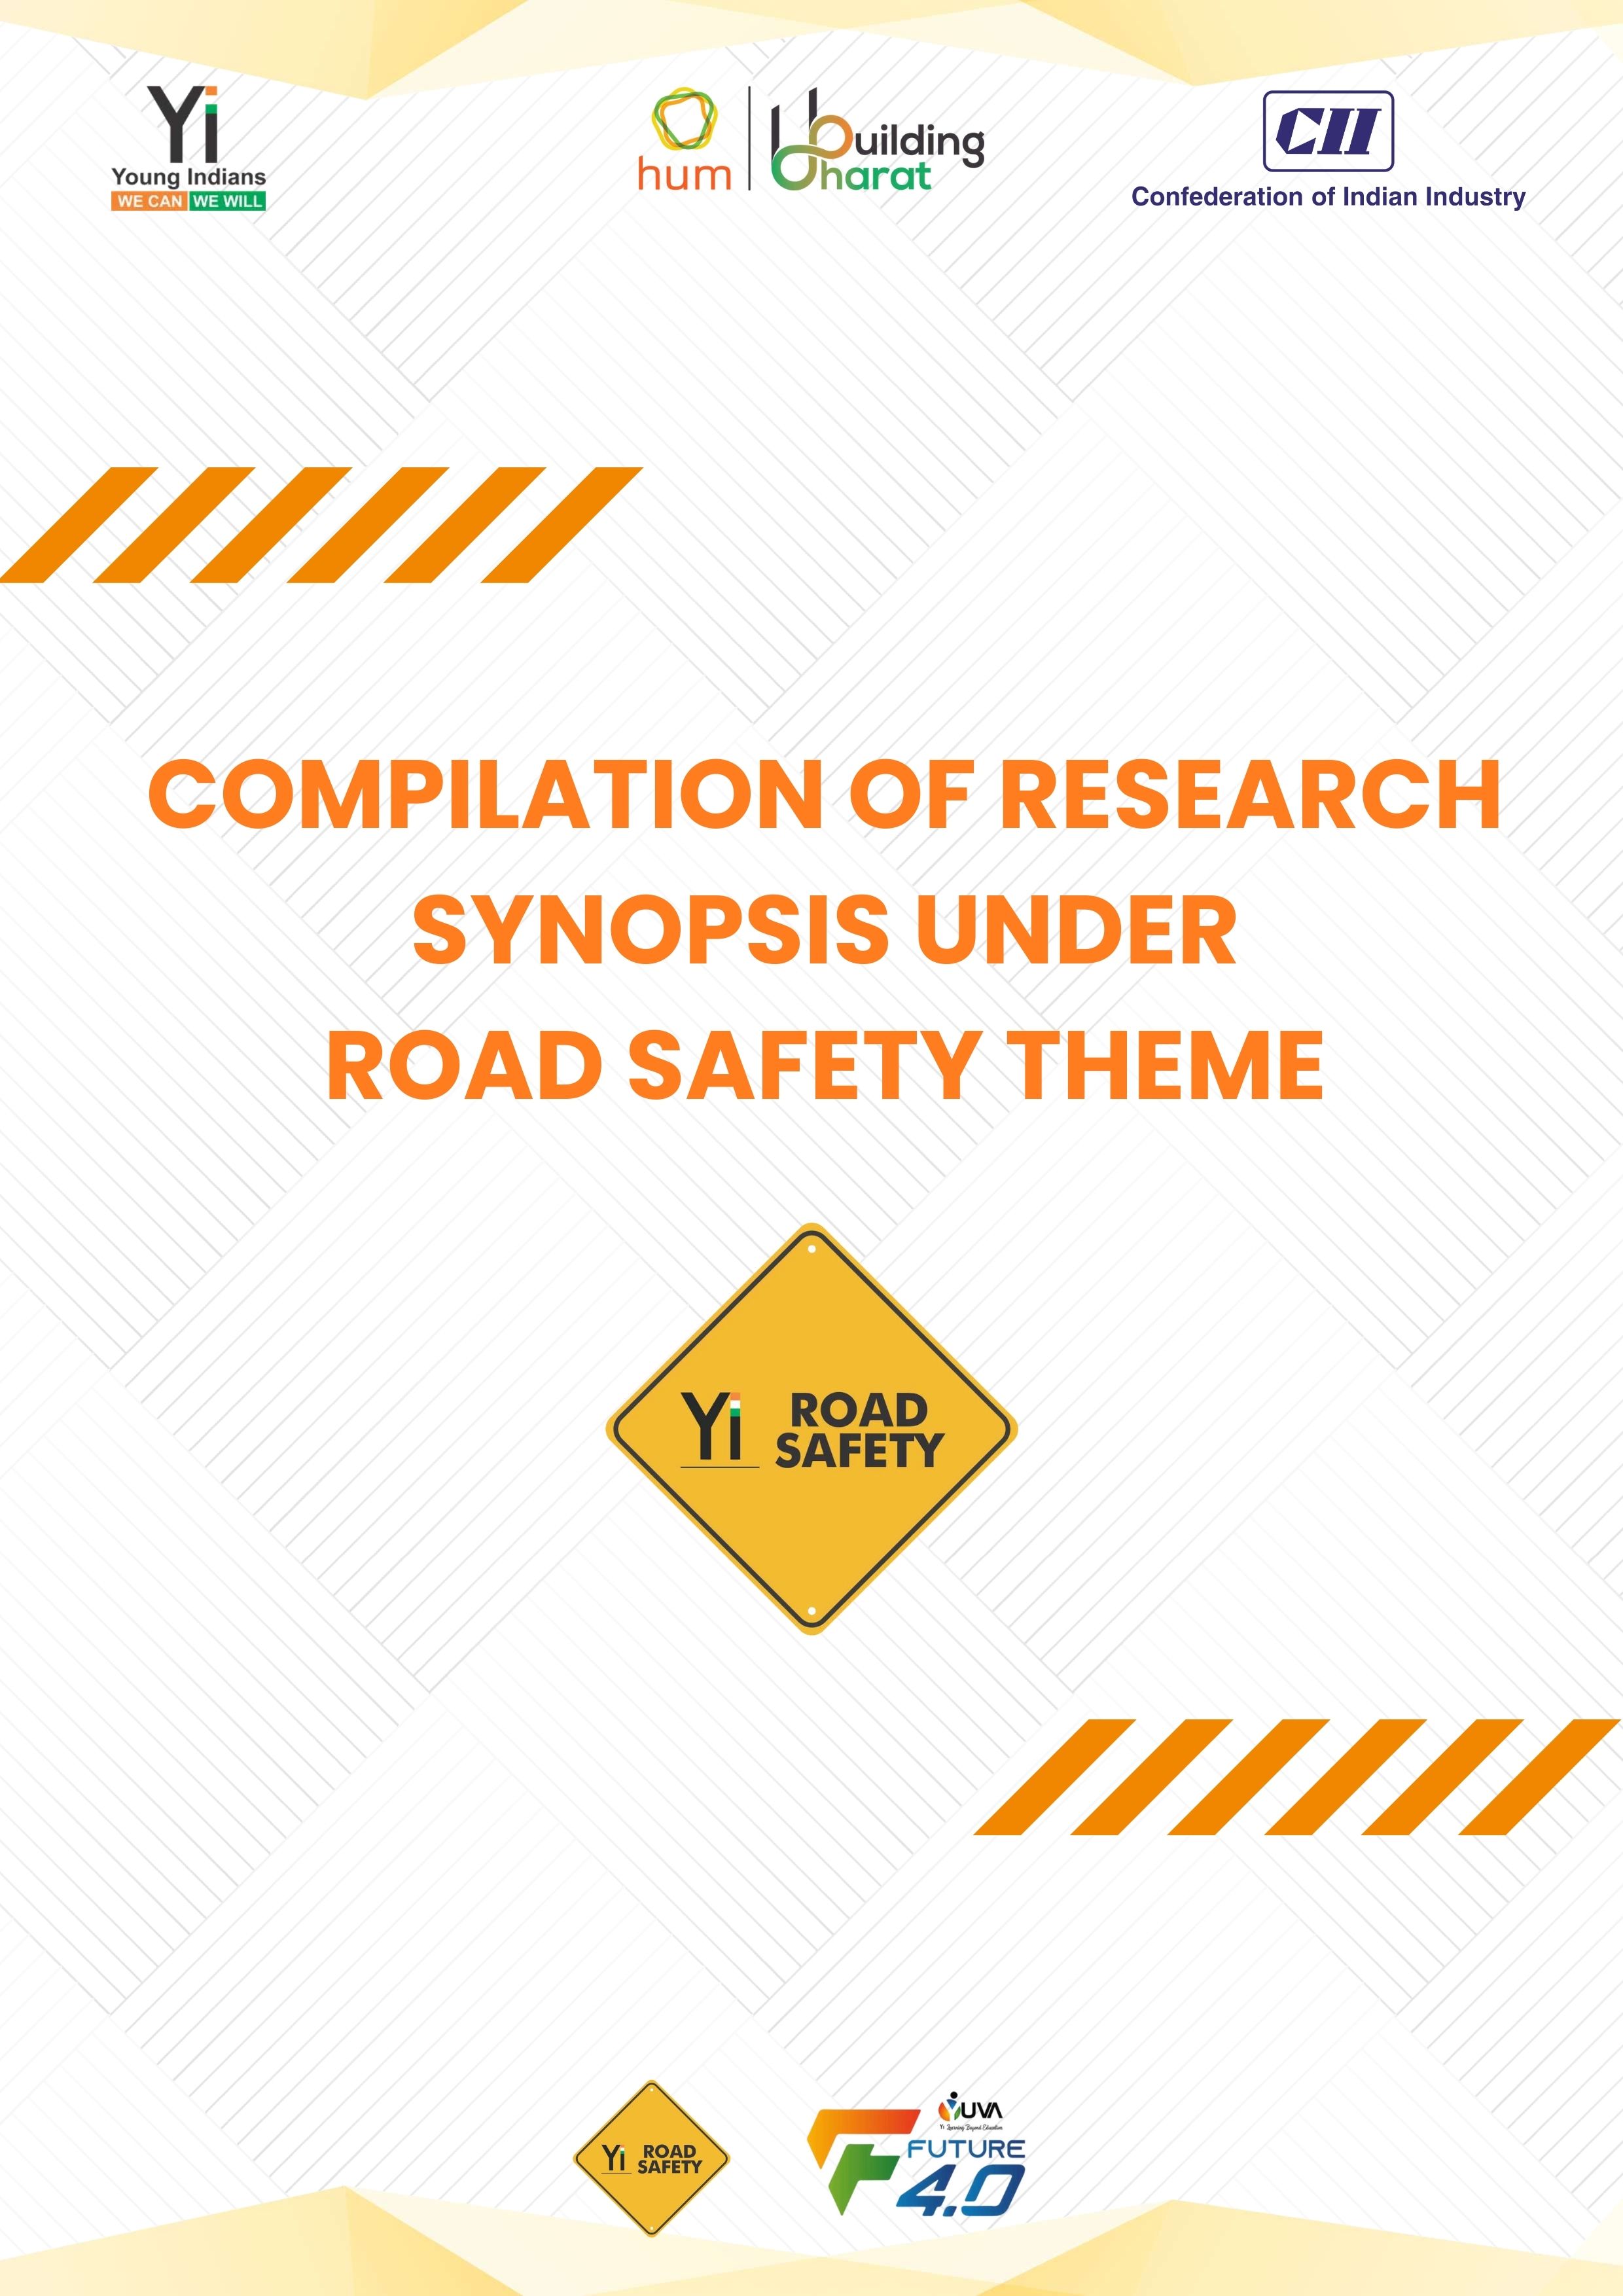 Yi
Young Indians
WE CAN WE WILL
hum
building
bharat
CII
Confederation of Indian Industry
COMPILATION OF RESEARCH
SYNOPSIS UNDER
ROAD SAFETY THEME
Yi ROAD
SAFETY
Yi ROAD
SAFETY
YUVA
Yi Learning Beyond Education
FUTURE
4.0